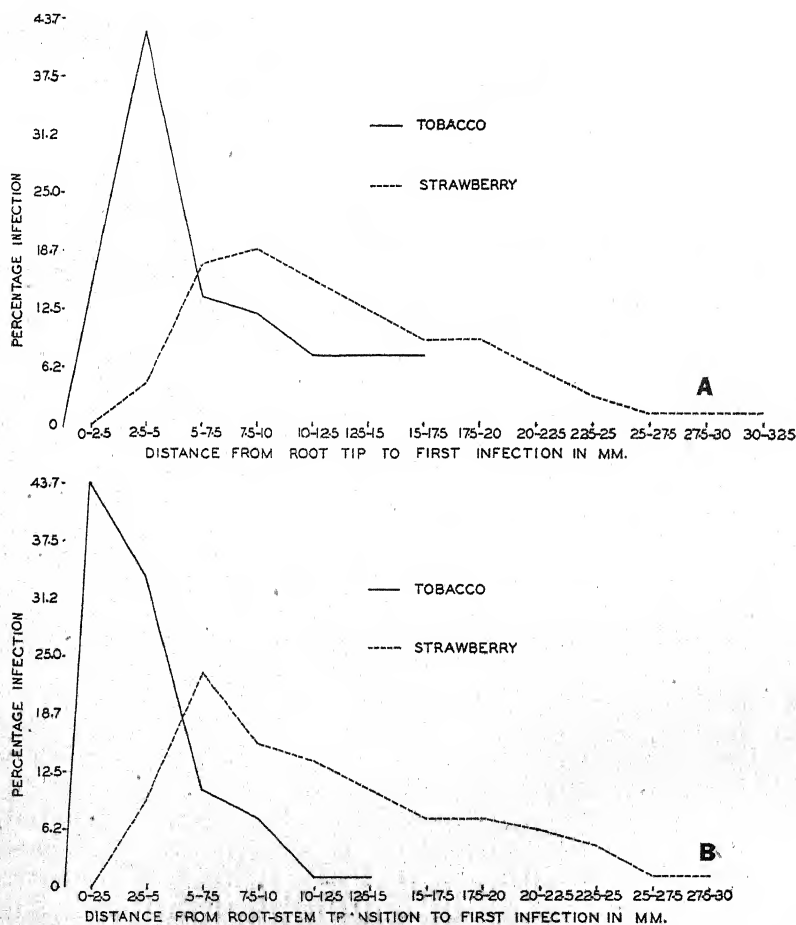 43.7
37.5
31.2
25.0
18.7
12.5
6.2
0
PERCENTAGE INFECTION
TOBACCO
STRAWBERRY
A
0-2.5 2.5-5 5-7.5 7.5-10 10-12.5 12.5-15 15-17.5 17.5-20 20-22.5 22.5-25 25-27.5 27.5-30 30-32.5
DISTANCE FROM ROOT TIP TO FIRST INFECTION IN MM.
43.7
37.5
31.2
25.0
18.7
12.5
6.2
0
PERCENTAGE INFECTION
TOBACCO
STRAWBERRY
B
0-2.5 2.5-5 5-7.5 7.5-10 10-12.5 12.5-15 15-17.5 17.5-20 20-22.5 22.5-25 25-27.5 27.5-30
DISTANCE FROM ROOT-STEM TRANSITION TO FIRST INFECTION IN MM.